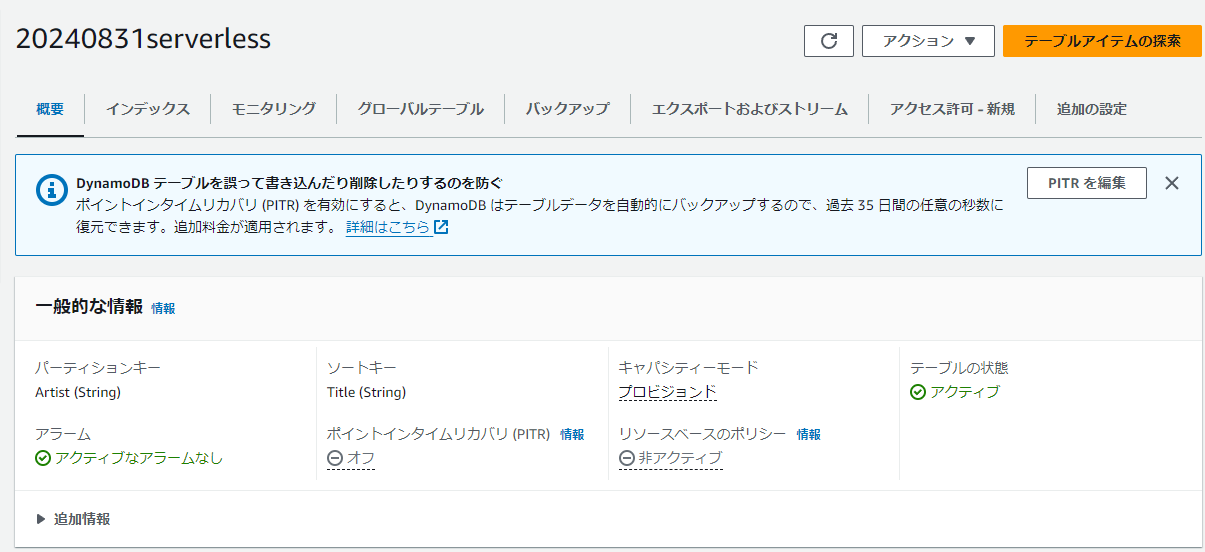 20240831serverless
アクション
テーブルアイテムの探索
概要
インデックス
モニタリング
グローバルテーブル
バックアップ
エクスポートおよびストリーム
アクセス許可 - 新規
追加の設定
DynamoDB テーブルを誤って書き込んだり削除したりするのを防ぐ
ポイントインタイムリカバリ (PITR) を有効にすると、DynamoDB はテーブルデータを自動的にバックアップするので、過去 35 日間の任意の秒数に
復元できます。追加料金が適用されます。 詳細はこちら
PITR を編集
一般的な情報 情報
パーティションキー
Artist (String)
ソートキー
Title (String)
キャパシティーモード
プロビジョンド
テーブルの状態
アクティブ
アラーム
アクティブなアラームなし
ポイントインタイムリカバリ (PITR) 情報
オフ
リソースベースのポリシー 情報
非アクティブ
追加情報